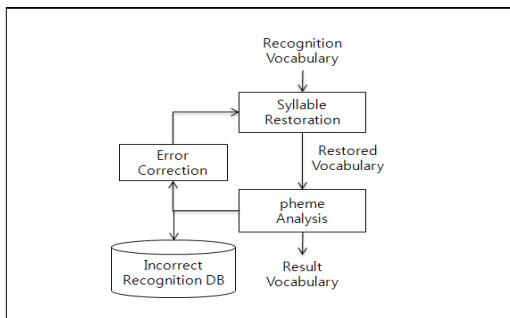 Recognition
Vocabulary
Syllable
Restoration
Error
Correction
Restored
Vocabulary
pheme
Analysis
Incorrect
Recognition DB
Result
Vocabulary